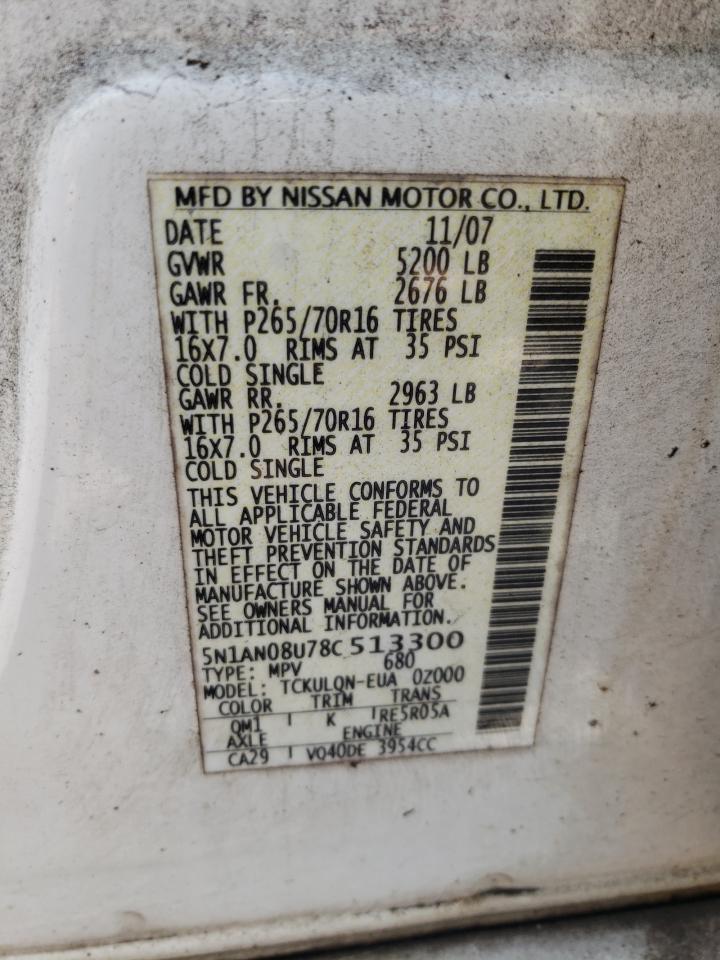 MFD BY NISSAN MOTOR CO., LTD.
DATE 11/07
GVWR 5200 LB
GAWR FR. 2676 LB
WITH P265/70R16 TIRES
16X7.0 RIMS AT 35 PSI
COLD SINGLE
GAWR RR. 2963 LB
WITH P265/70R16 TIRES
16X7.0 RIMS AT 35 PSI
COLD SINGLE
THIS VEHICLE CONFORMS TO
ALL APPLICABLE FEDERAL
MOTOR VEHICLE SAFETY AND
THEFT PREVENTION STANDARDS
IN EFFECT ON THE DATE OF
MANUFACTURE SHOWN ABOVE.
SEE OWNERS MANUAL FOR
ADDITIONAL INFORMATION.
5N1AN08U78C 513300
TYPE: MPV 680
MODEL: TCKULQN-EUA 0Z000
COLOR TRIM TRANS
QM1 K RE5R05A
AXLE ENGINE
CA29 VQ40DE 3954CC